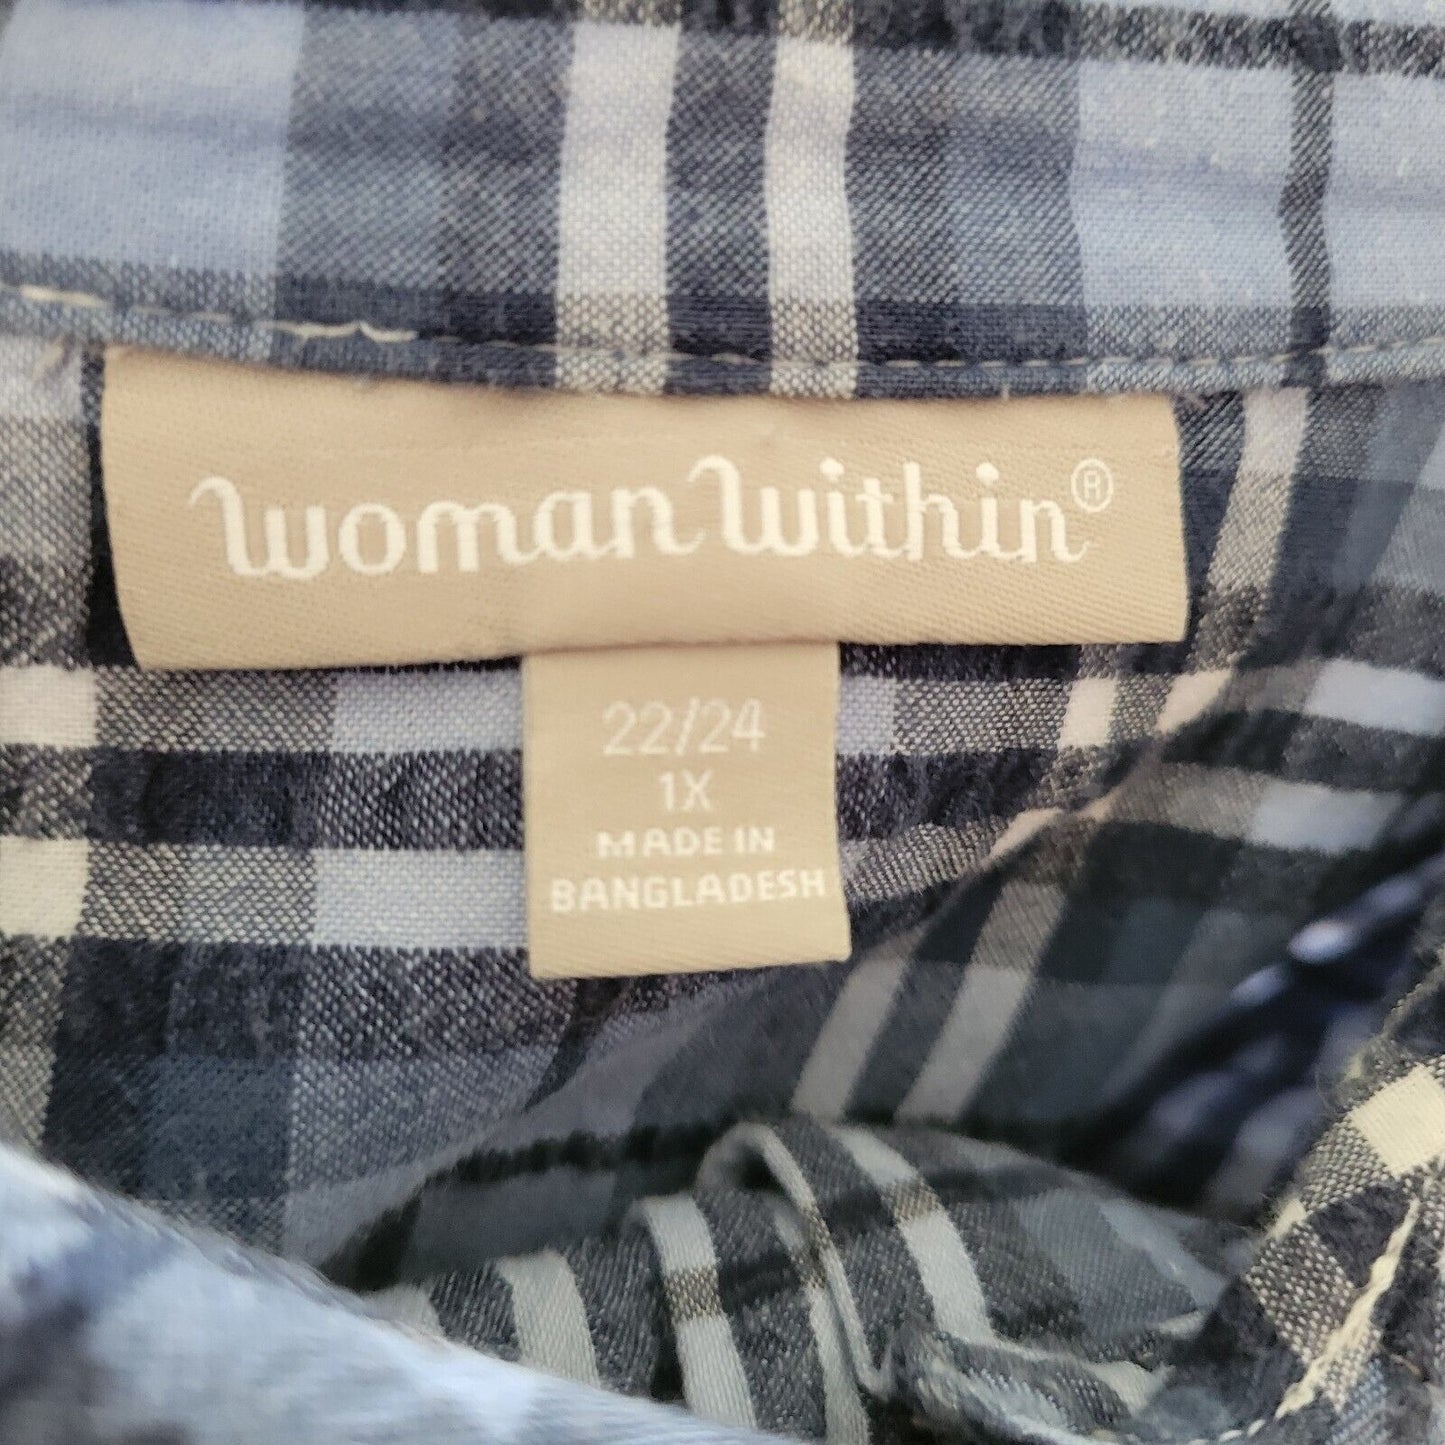 Woman Within®
22/24
1X
MADE IN
BANGLADESH